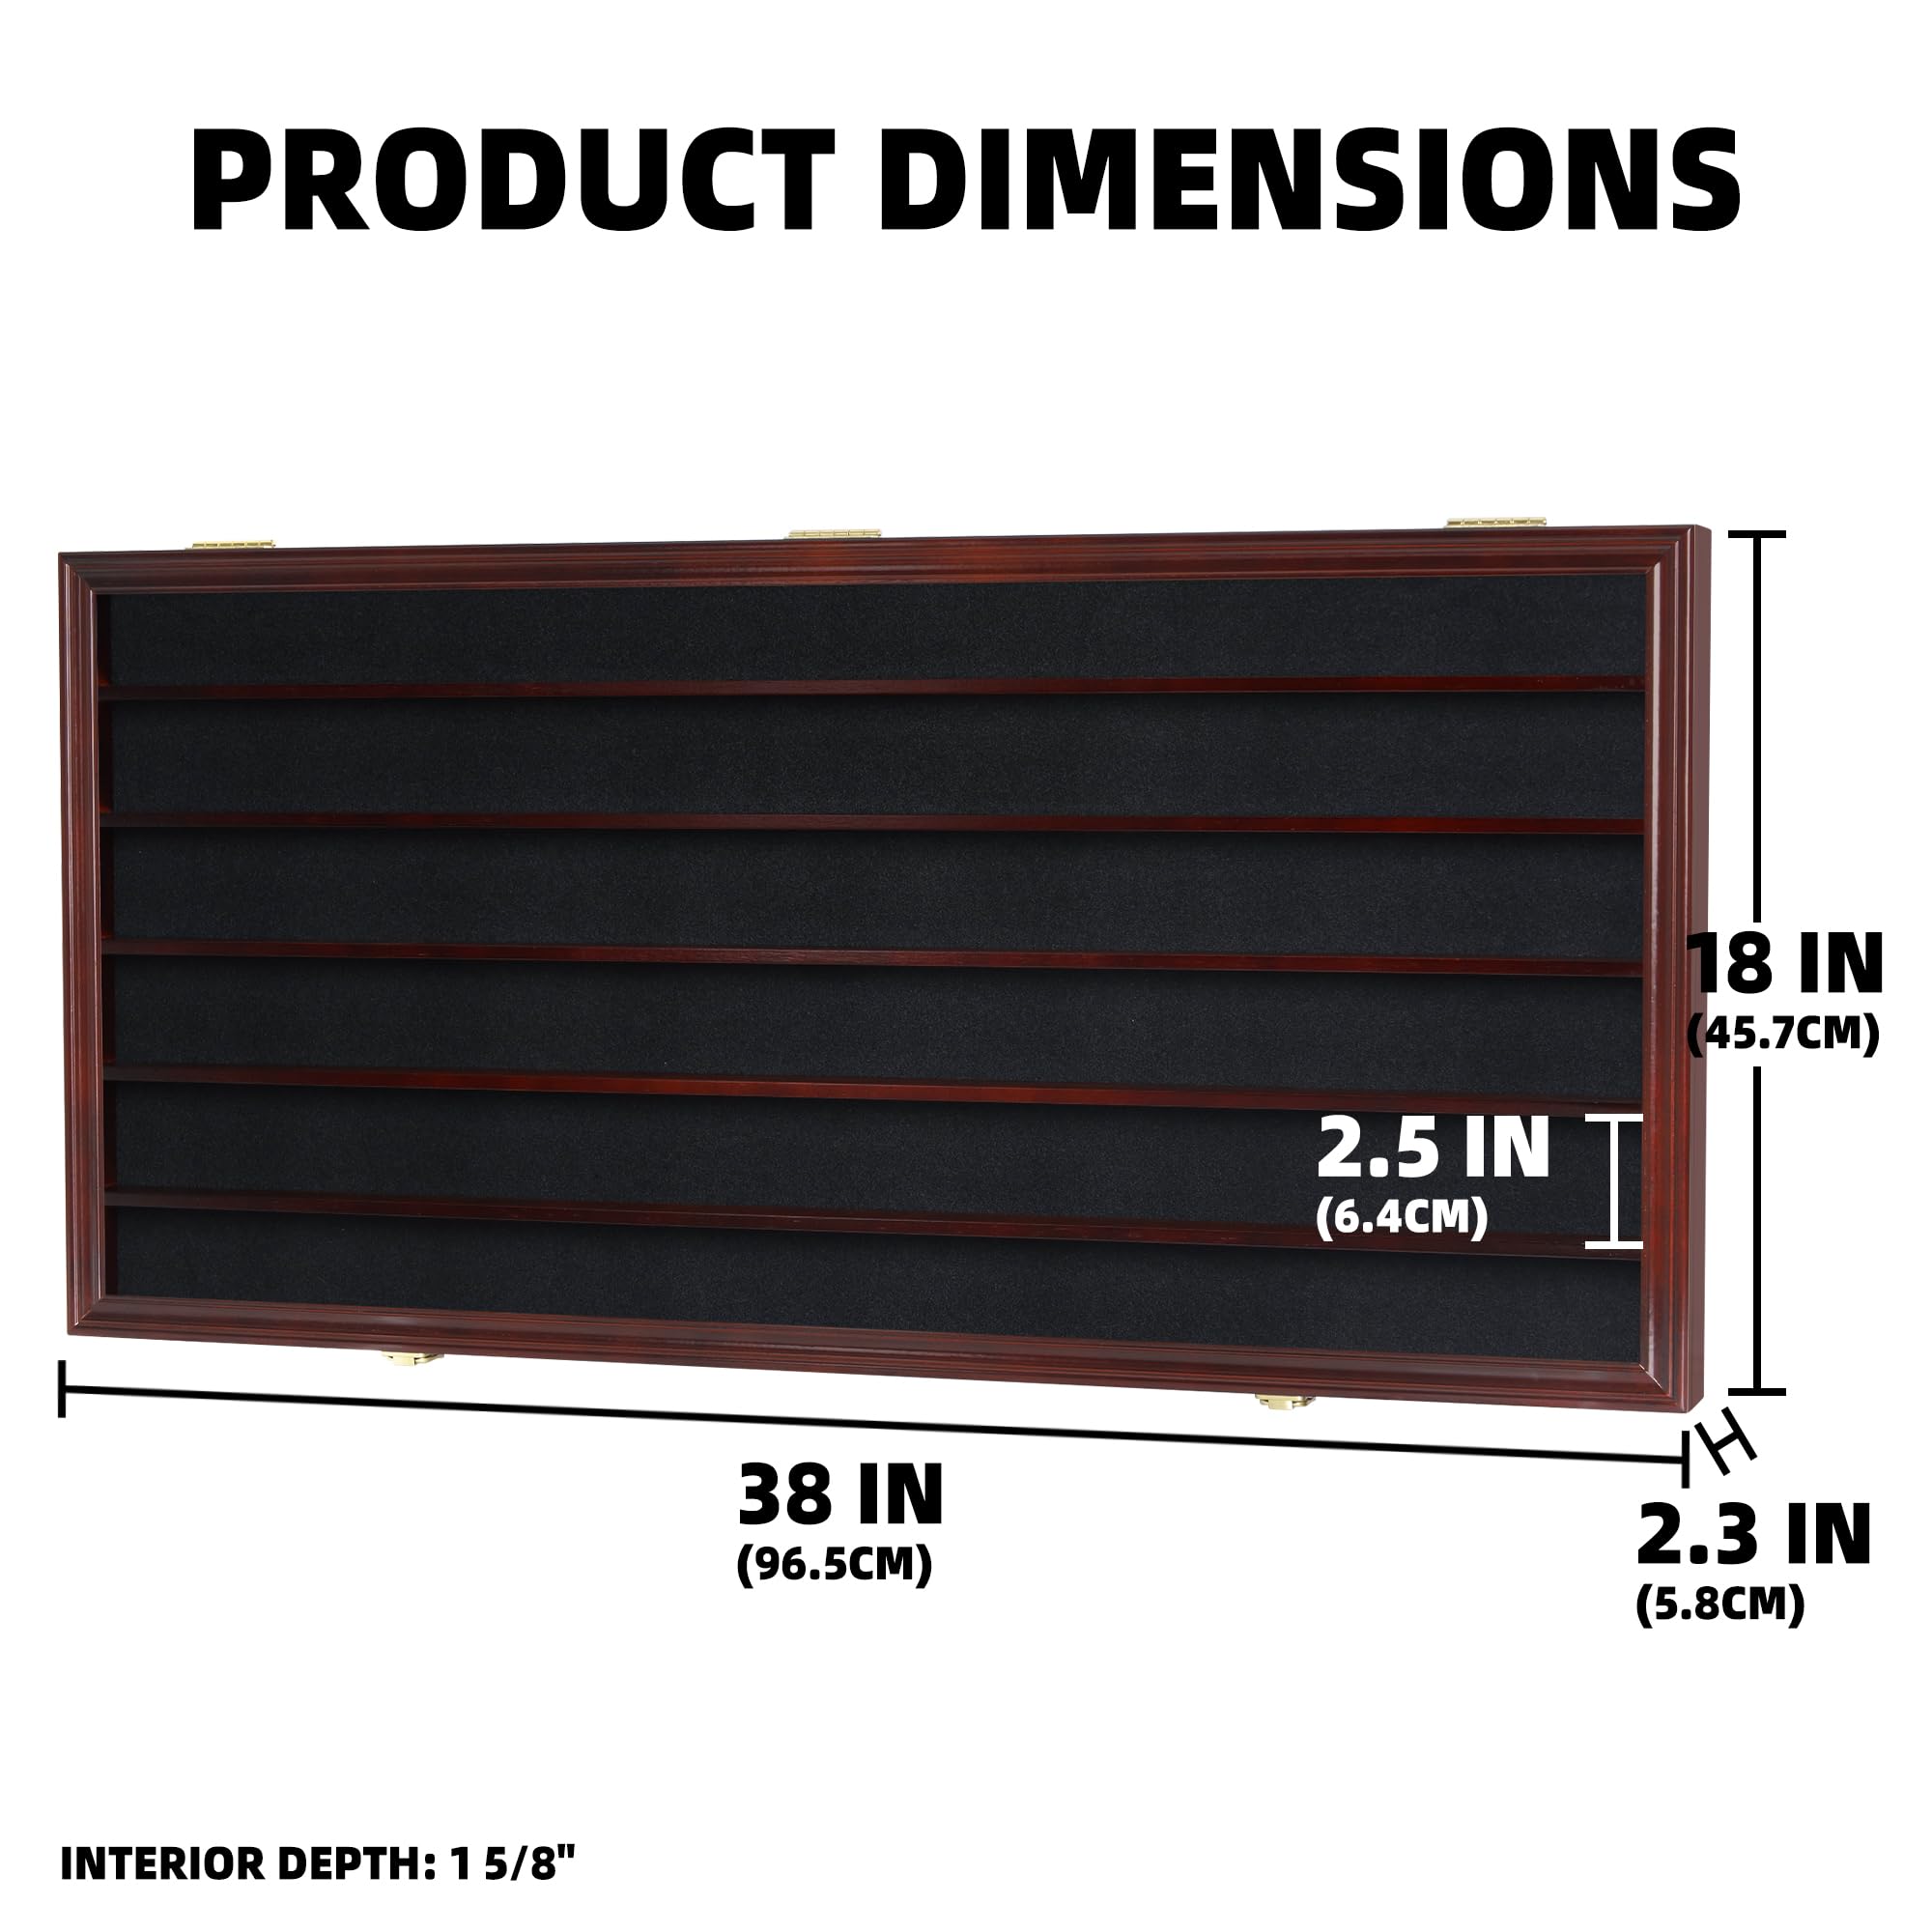 PRODUCT DIMENSIONS
18 IN
(45.7CM)
2.5 IN
(6.4CM)
38 IN
(96.5CM)
2.3 IN
(5.8CM)
INTERIOR DEPTH: 1 5/8"